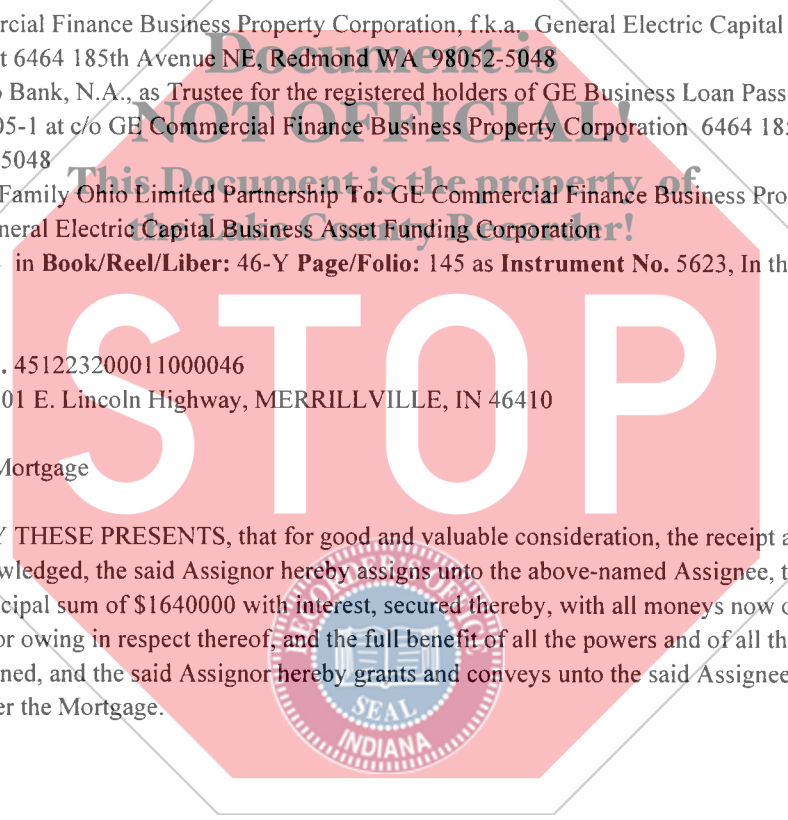 rcial Finance Business Property Corporation, f.k.a. General Electric Capital
t 6464 185th Avenue NE, Redmond WA 98052-5048
Document is
Bank, N.A., as Trustee for the registered holders of GE Business Loan Pass
NOT OFFICIAL!
05-1 at c/o GE Commercial Finance Business Property Corporation 6464 18
5048
This Document is the property of
Family Ohio Limited Partnership To: GE Commercial Finance Business Pro
the Lake County Recorder!
neral Electric Capital Business Asset Funding Corporation
in Book/Reel/Liber: 46-Y Page/Folio: 145 as Instrument No. 5623, In th
STOP
. 451223200011000046
01 E. Lincoln Highway, MERRILLVILLE, IN 46410
Mortgage
Y THESE PRESENTS, that for good and valuable consideration, the receipt a
wledged, the said Assignor hereby assigns unto the above-named Assignee, t
cipal sum of $1640000 with interest, secured thereby, with all moneys now o
or owing in respect thereof, and the full benefit of all the powers and of all th
ned, and the said Assignor hereby grants and conveys unto the said Assignee
er the Mortgage.
SEAL
INDIANA